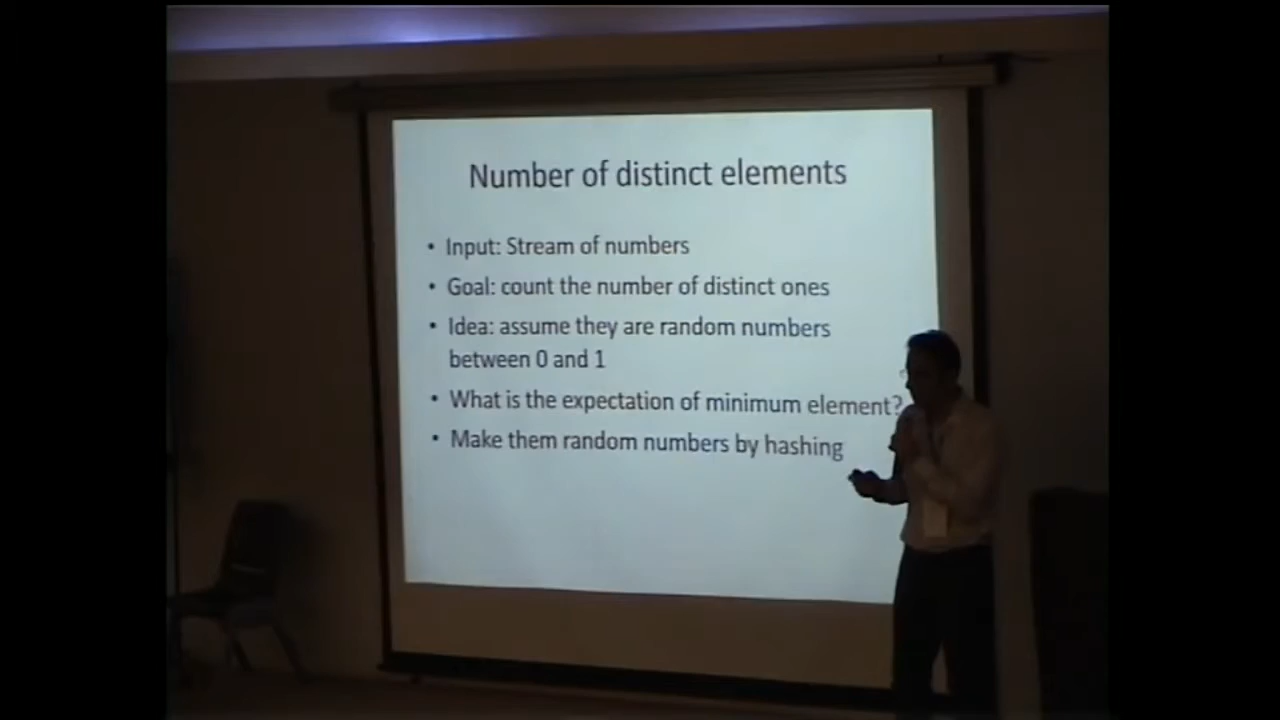 Number of distinct elements
• Input: Stream of numbers
• Goal: count the number of distinct ones
• Idea: assume they are random numbers
between 0 and 1
• What is the expectation of minimum element?
• Make them random numbers by hashing